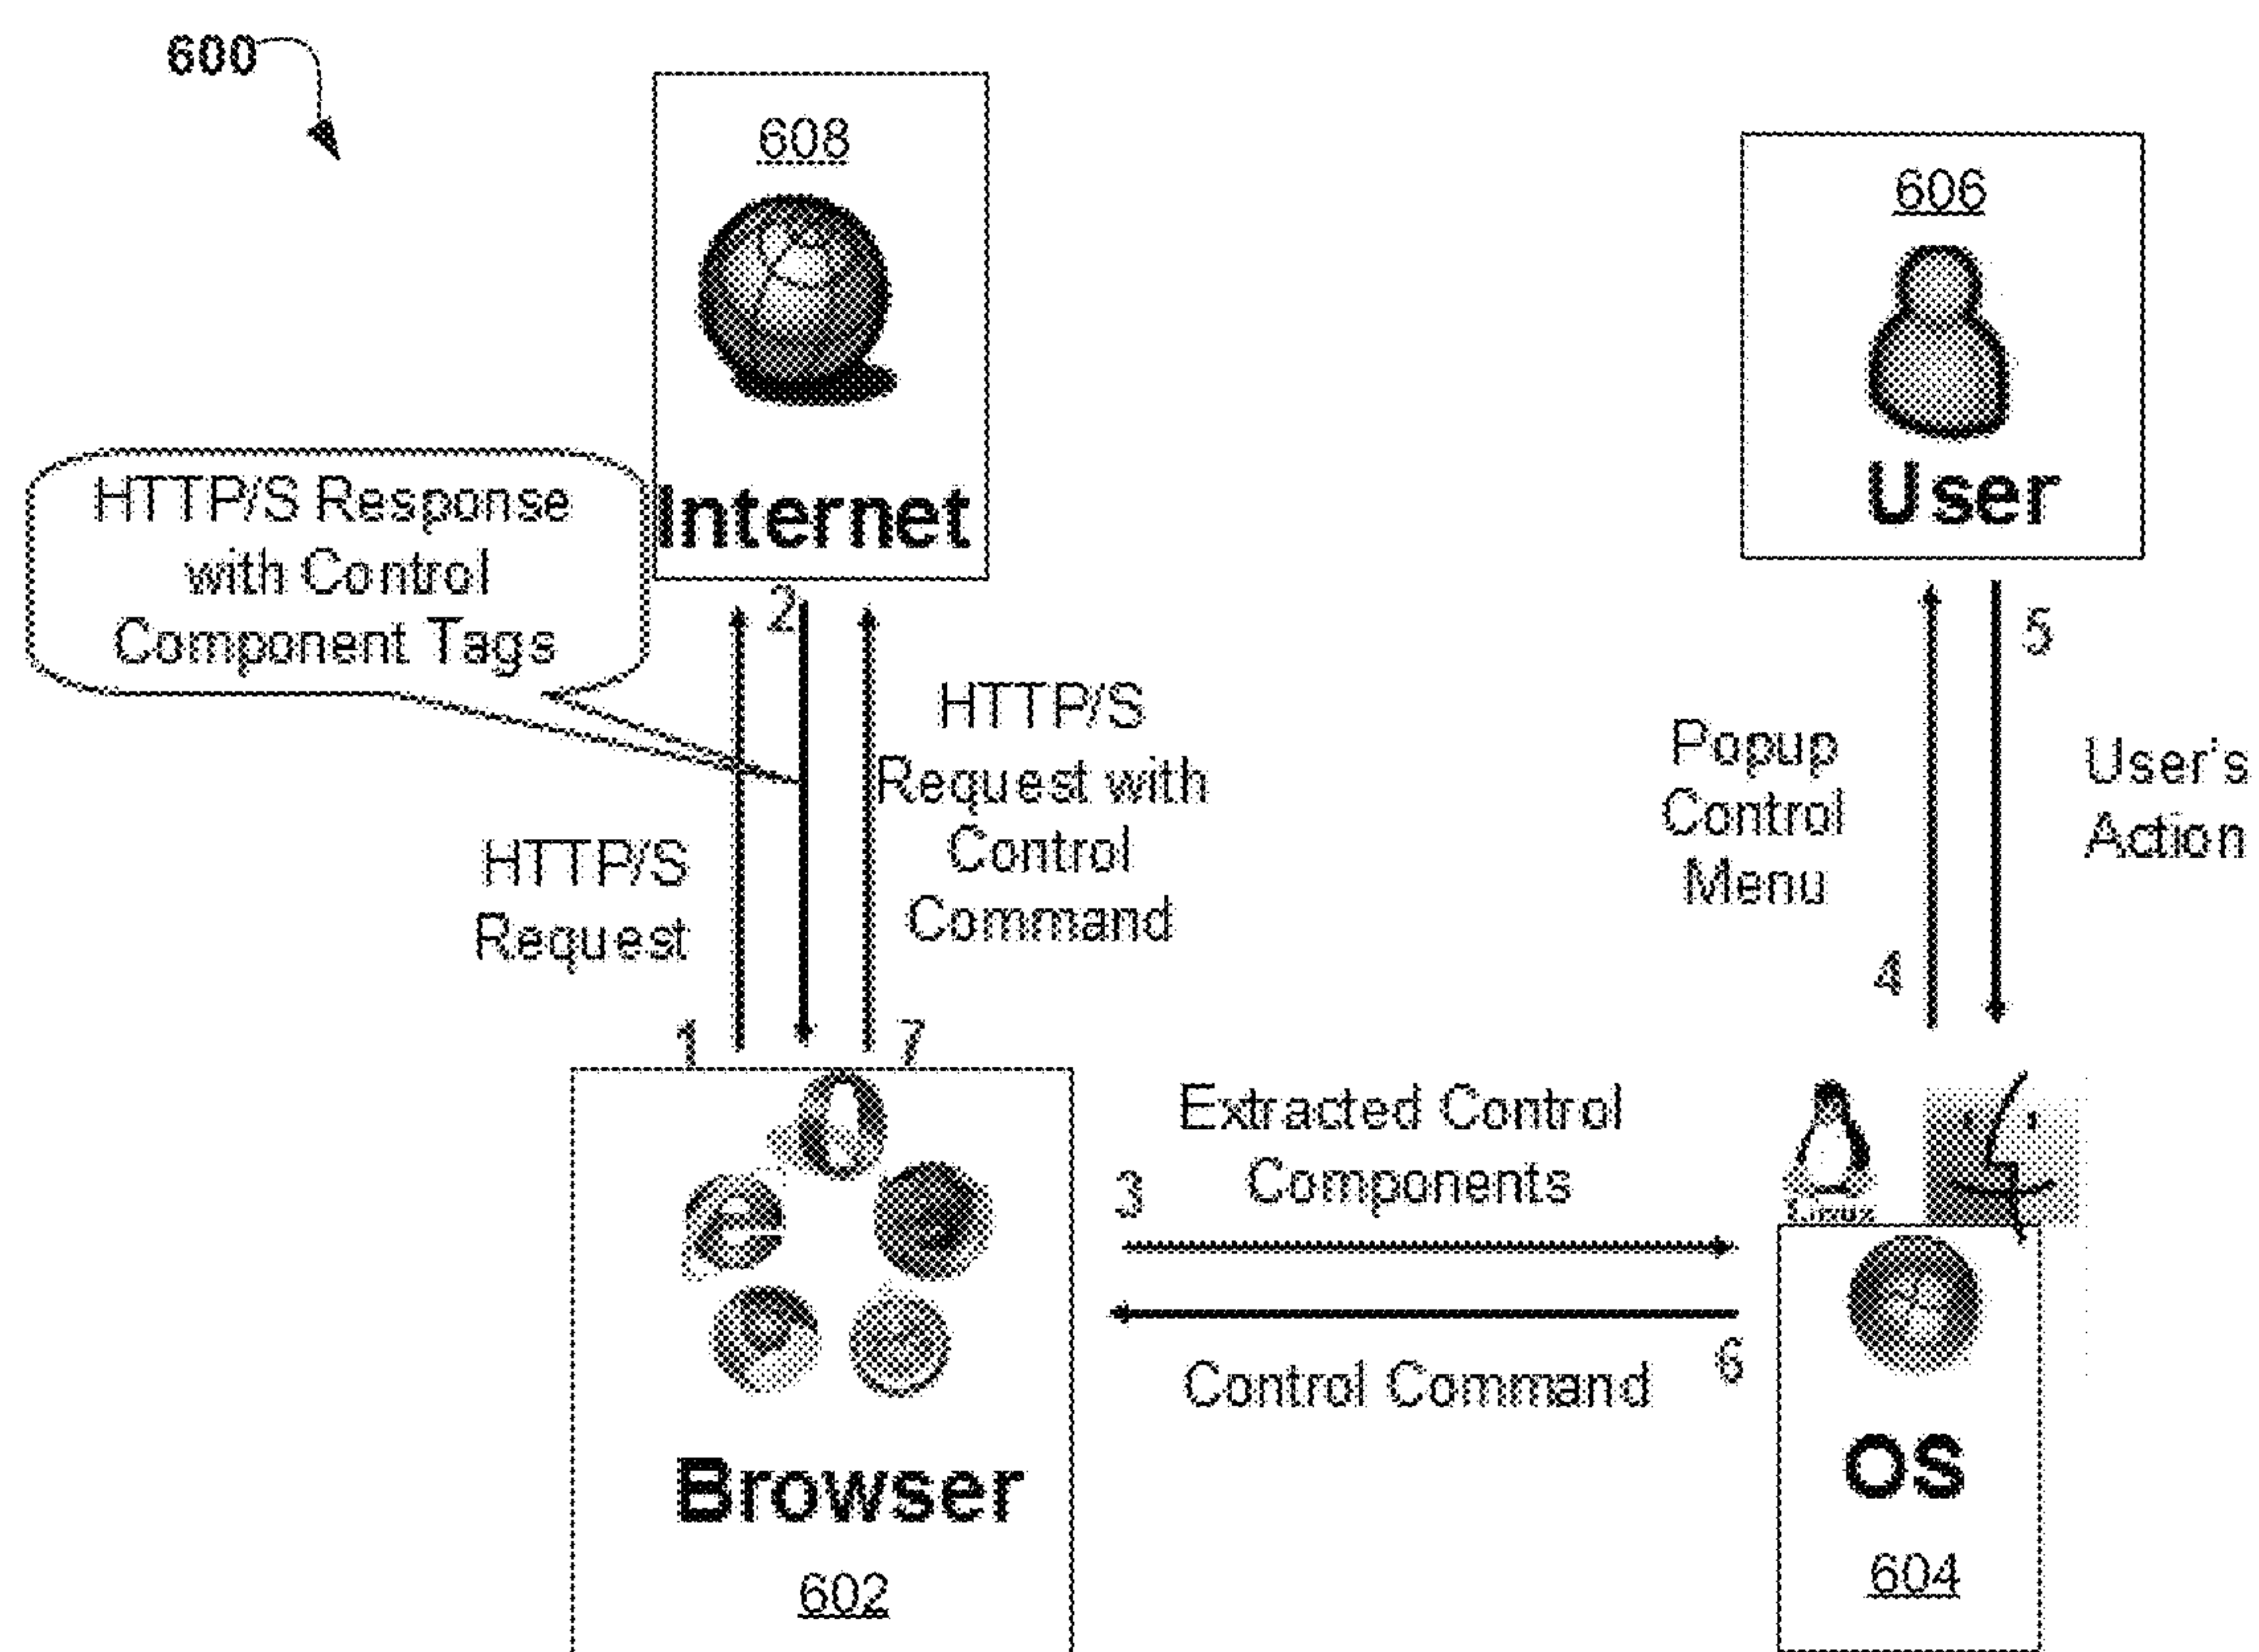 600
608
Internet
606
User
HTTP/S Response
with Control
Component Tags
2
5
HTTP/S
Request with
Control
Command
Popup
Control
Menu
User's
Action
HTTP/S
Request
4
1
7
Extracted Control
Components
3
Linux
6
Control Command
Browser
602
OS
604